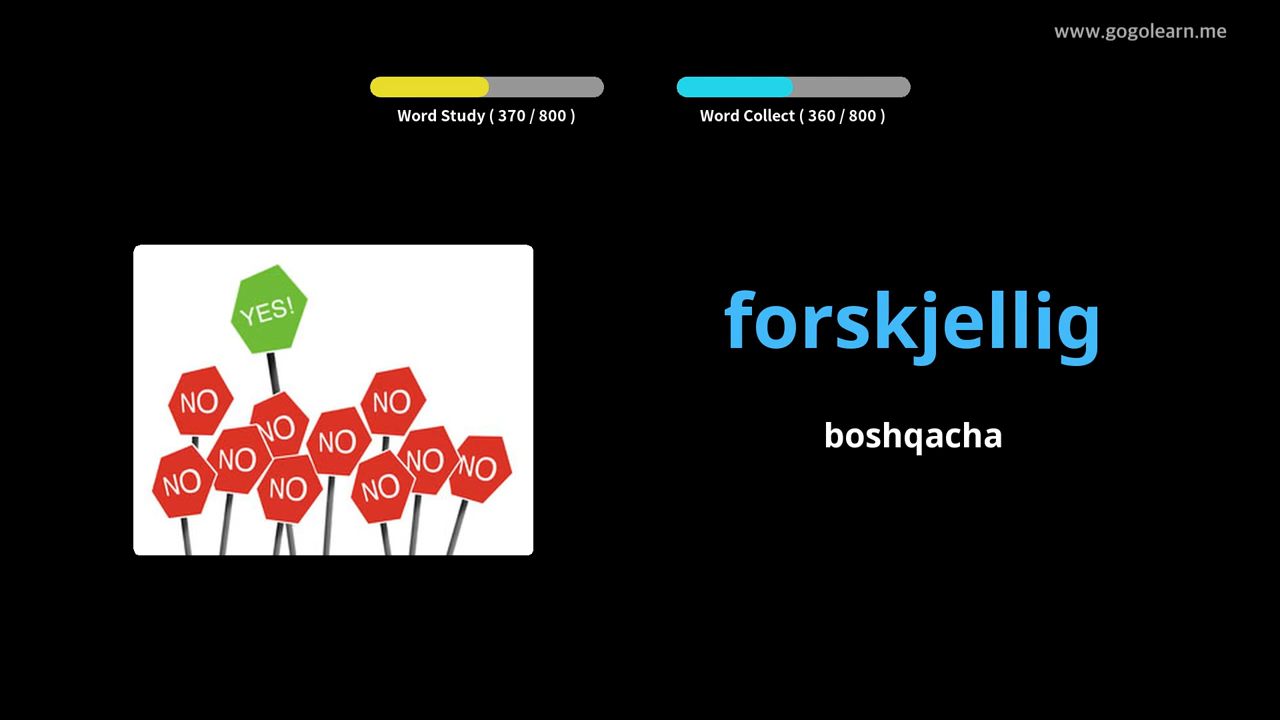 www.gogolearn.me
Word Study ( 370 / 800 )
Word Collect ( 360 / 800 )
forskjellig
boshqacha
YES!
NO
NO
NO
NO
NO
NO
NO
NO
NO
NO